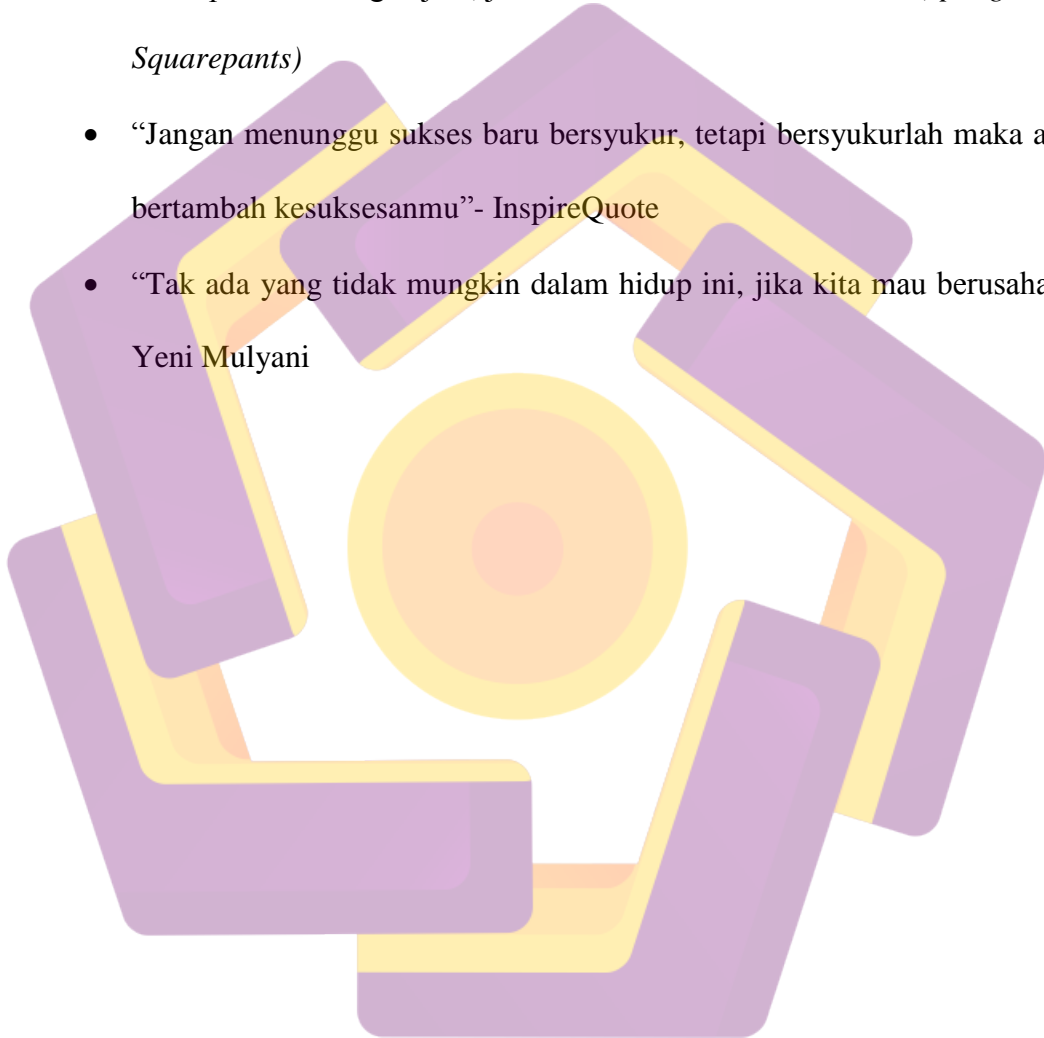 Squarepants)
• “Jangan menunggu sukses baru bersyukur, tetapi bersyukurlah maka a
bertambah kesuksesanmu”- InspireQuote
• “Tak ada yang tidak mungkin dalam hidup ini, jika kita mau berusaha
Yeni Mulyani